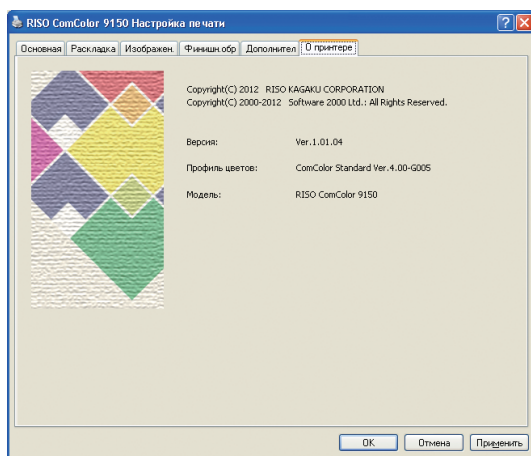 RISO ComColor 9150 Настройка печати
Основная Раскладка Изображен. Финишн.обр Дополнител О принтере
Copyright(C) 2012 RISO KAGAKU CORPORATION
Copyright(C) 2000-2012 Software 2000 Ltd.: All Rights Reserved.
Версия: Ver.1.01.04
Профиль цветов: ComColor Standard Ver.4.00-G005
Модель: RISO ComColor 9150
OK Отмена Применить